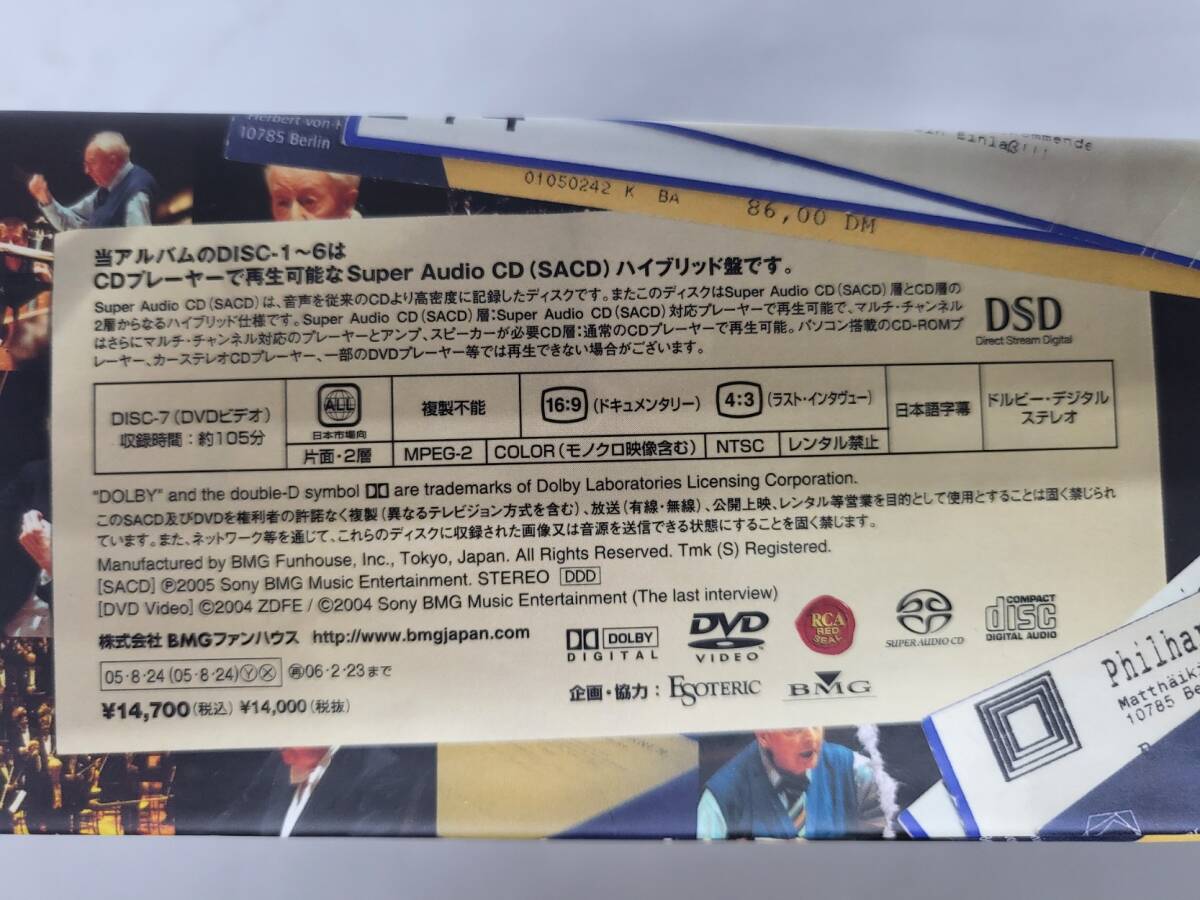 Herbert von
10785 Berlin
01050242 K BA
86,00 DM
当アルバムのDISC-1～6は
CDプレーヤーで再生可能なSuper Audio CD(SACD)ハイブリッド盤です。
Super Audio CD(SACD)は、音声を従来のCDより高密度に記録したディスクです。またこのディスクはSuper Audio CD(SACD)層とCD層の
2層からなるハイブリッド仕様です。Super Audio CD(SACD)層:Super Audio CD(SACD)対応プレーヤーで再生可能で、マルチ・チャンネル
はさらにマルチ・チャンネル対応のプレーヤーとアンプ、スピーカーが必要CD層:通常のCDプレーヤーで再生可能。パソコン搭載のCD-ROMプ
レーヤー、カーステレオCDプレーヤー、一部のDVDプレーヤー等では再生できない場合がございます。
DSD
Direct Stream Digital
DISC-7(DVDビデオ)
収録時間:約105分
ALL
日本市場向
複製不能
16:9 (ドキュメンタリー) 4:3 (ラスト・インタヴュー)
日本語字幕
ドルビー・デジタル
ステレオ
片面・2層 MPEG-2 COLOR(モノクロ映像含む) NTSC レンタル禁止
"DOLBY" and the double-D symbol are trademarks of Dolby Laboratories Licensing Corporation.
このSACD及びDVDを権利者の許諾なく複製(異なるテレビジョン方式を含む)、放送(有線・無線)、公開上映、レンタル等営業を目的として使用とすることは固く禁じられ
ています。また、ネットワーク等を通じて、これらのディスクに収録された画像又は音源を送信できる状態にすることを固く禁じます。
Manufactured by BMG Funhouse, Inc., Tokyo, Japan. All Rights Reserved. Tmk (S) Registered.
[SACD] ℗2005 Sony BMG Music Entertainment. STEREO DDD
[DVD Video] ©2004 ZDFE / ©2004 Sony BMG Music Entertainment (The last interview)
株式会社BMGファンハウス http://www.bmgjapan.com
05・8・24(05・8・24)Ⓨⓧ ㊞06・2・23まで
¥14,700(税込) ¥14,000(税抜)
DOLBY
DIGITAL
DVD
VIDEO
RCA
RED
SEAL
SUPER AUDIO CD
COMPACT
disc
DIGITAL AUDIO
企画・協力: ESOTERIC BMG
Philhar
Matthäiki
10785 Be